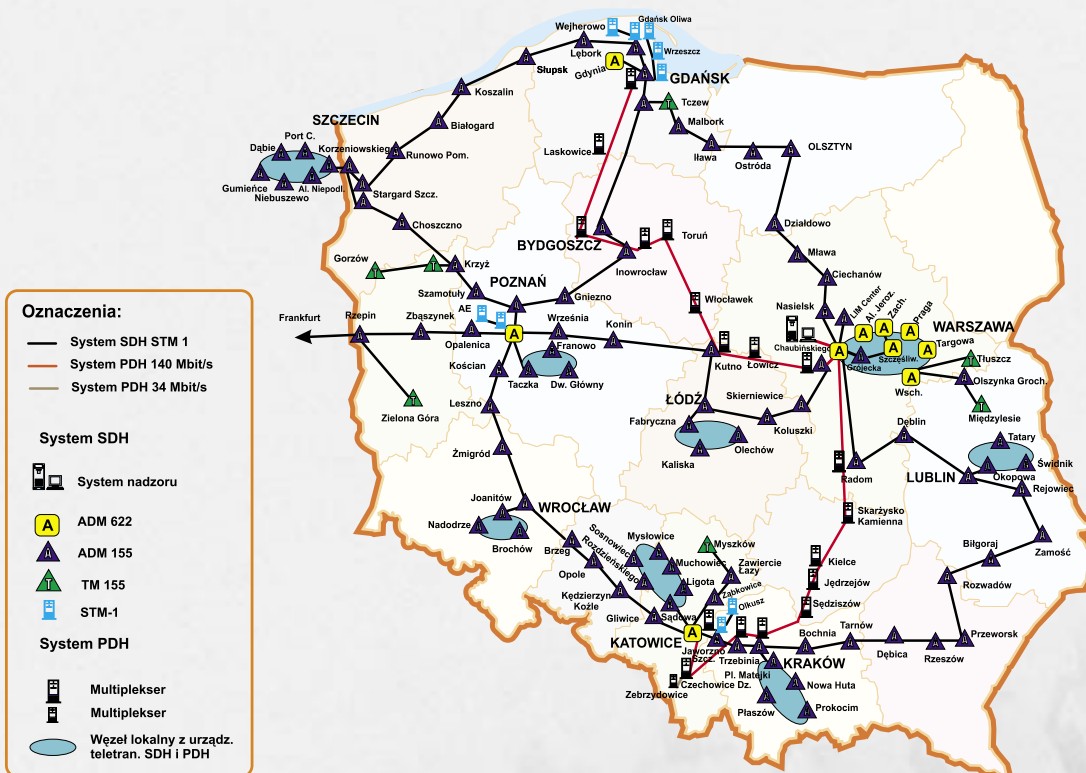 Wejherowo
Gdańsk Oliwa
Lębork
Wrzeszcz
Słupsk
Gdynia
GDAŃSK
Koszalin
Tczew
SZCZECIN
Białogard
Malbork
Port C.
Laskowice
Iława
OLSZTYN
Dąbie
Korzeniowskieg
Runowo Pom.
Ostróda
Gumieńce
Al. Niepodl.
Stargard Szcz.
Niebuszewo
Choszczno
Działdowo
BYDGOSZCZ
Toruń
Gorzów
Krzyż
Mława
Inowrocław
Ciechanów
POZNAŃ
Szamotuły
Gniezno
Włocławek
Nasielsk
LIM Center
Al. Jeroz.
Zach.
Praga
Oznaczenia:
Frankfurt
Rzepin
Zbąszynek
AE
Września
Konin
WARSZAWA
System SDH STM 1
Opalenica
Franowo
Chaubińskiego
Targowa
Szczęśliw.
Tłuszcz
System PDH 140 Mbit/s
Kościan
Kutno
Łowicz
Grójecka
Olszynka Groch.
System PDH 34 Mbit/s
Taczka
Dw. Główny
Wsch.
Zielona Góra
Leszno
ŁÓDŹ
Skierniewice
Międzylesie
Fabryczna
Koluszki
Dęblin
System SDH
Olechów
Tatary
Żmigród
Kaliska
Świdnik
System nadzoru
Radom
LUBLIN
Okopowa
Rejowiec
Joanitów
WROCŁAW
Skarżysko
Kamienna
ADM 622
Nadodrze
Brochów
Sosnowiec
Mysłowice
Myszków
Zamość
ADM 155
Brzeg
Rozdzieńskiego
Muchowiec
Zawiercie
Kielce
Biłgoraj
Łazy
TM 155
Opole
Ligota
Ząbkowice
Jędrzejów
Rozwadów
Kędzierzyn
Koźle
Olkusz
Sędziszów
STM-1
Gliwice
Sądowa
Tarnów
Przeworsk
System PDH
KATOWICE
Jaworzno
Szcz.
Trzebinia
Bochnia
Dębica
Rzeszów
KRAKÓW
Pl. Matejki
Multiplekser
Zebrzydowice
Czechowice Dz.
Nowa Huta
Multiplekser
Płaszów
Prokocim
Węzeł lokalny z urządz.
teletran. SDH i PDH